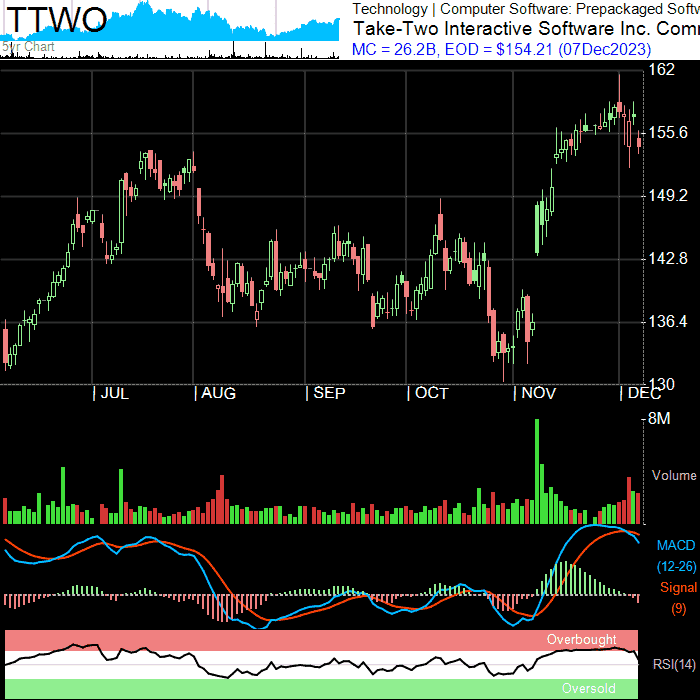 TTWO
5yr Chart
Technology | Computer Software: Prepackaged Softw
Take-Two Interactive Software Inc. Com
MC = 26.2B, EOD = $154.21 (07Dec2023)
162
155.6
149.2
142.8
136.4
130
| JUL | AUG | SEP | OCT | NOV | DEC
8M
Volume
MACD
(12-26)
Signal
(9)
Overbought
RSI(14)
Oversold